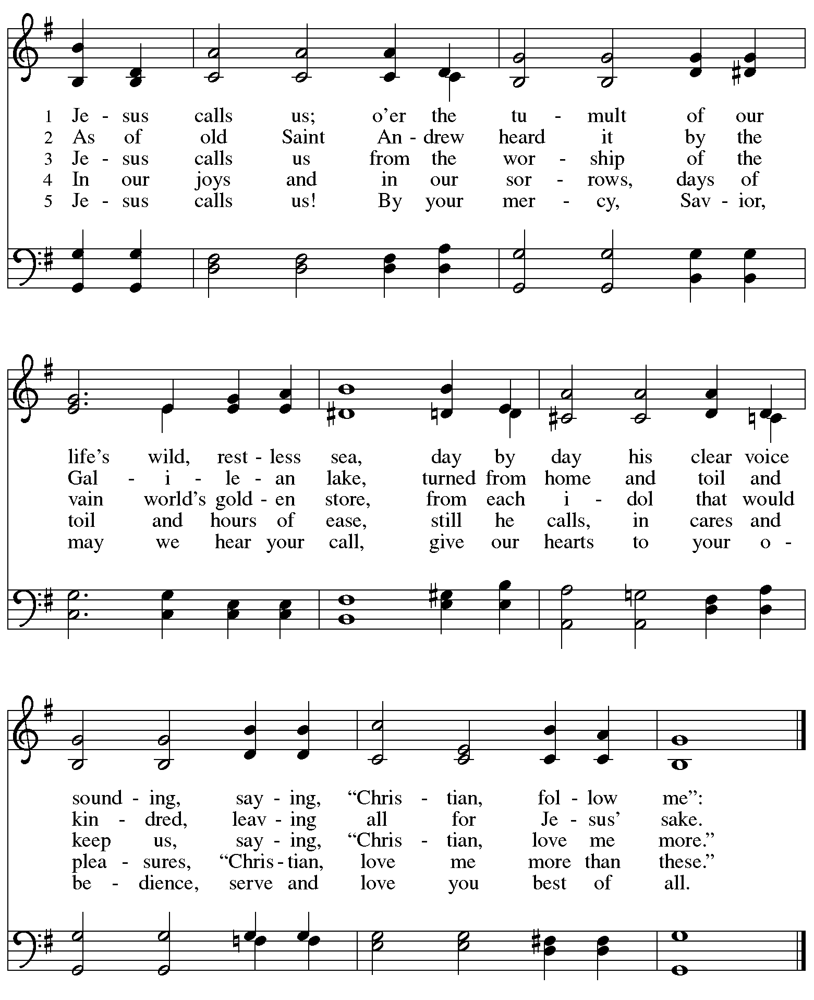 1 Je - sus calls us; o’er the tu - mult of our
2 As of old Saint An - drew heard it by the
3 Je - sus calls us from the wor - ship of the
4 In our joys and in our sor - rows, days of
5 Je - sus calls us! By your mer - cy, Sav - ior,
life’s wild, rest - less sea, day by day his clear voice
Gal - i - le - an lake, turned from home and toil and
vain world’s gold - en store, from each i - dol that would
toil and hours of ease, still he calls, in cares and
may we hear your call, give our hearts to your o -
sound - ing, say - ing, “Chris - tian, fol - low me”:
kin - dred, leav - ing all for Je - sus’ sake.
keep us, say - ing, “Chris - tian, love me more.”
plea - sures, “Chris - tian, love me more than these.”
be - dience, serve and love you best of all.